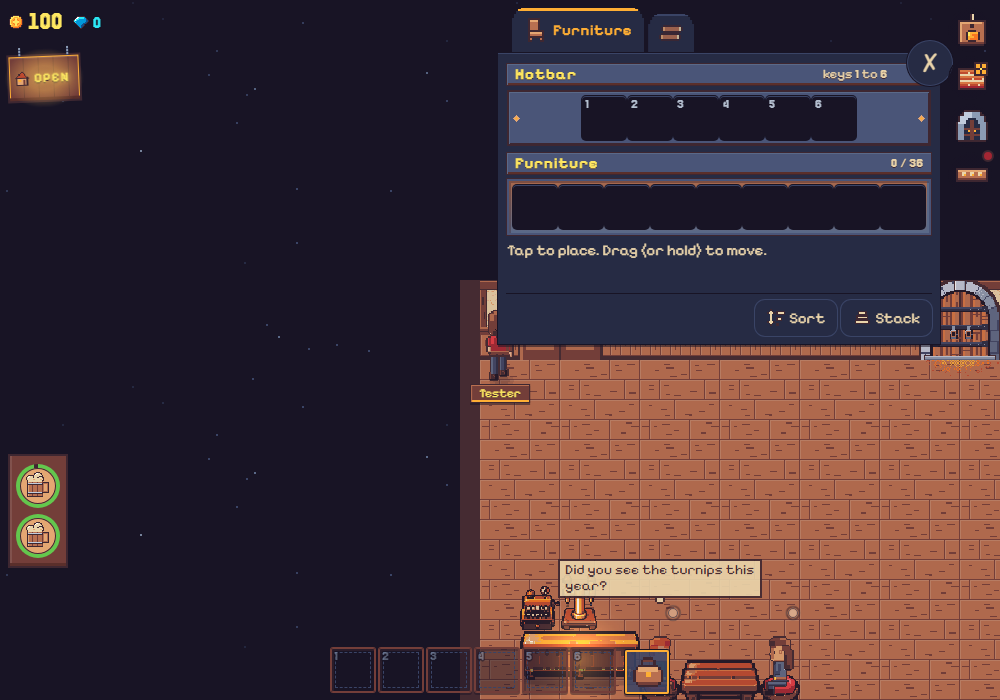 100
0
OPEN
Furniture
X
Hotbar
keys 1 to 6
1 2 3 4 5 6
Furniture
0 / 36
Tap to place. Drag (or hold) to move.
Sort
Stack
Tester
Did you see the turnips this
year?
1 2 3 4 5 6